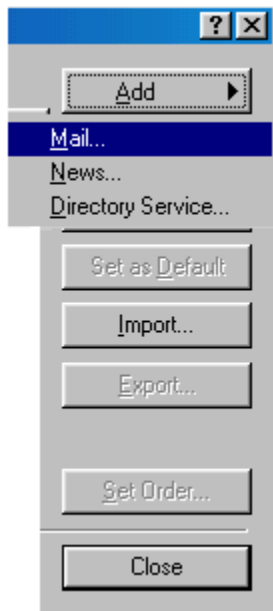 Add
Mail...
News...
Directory Service...
Set as Default
Import...
Export...
Set Order...
Close